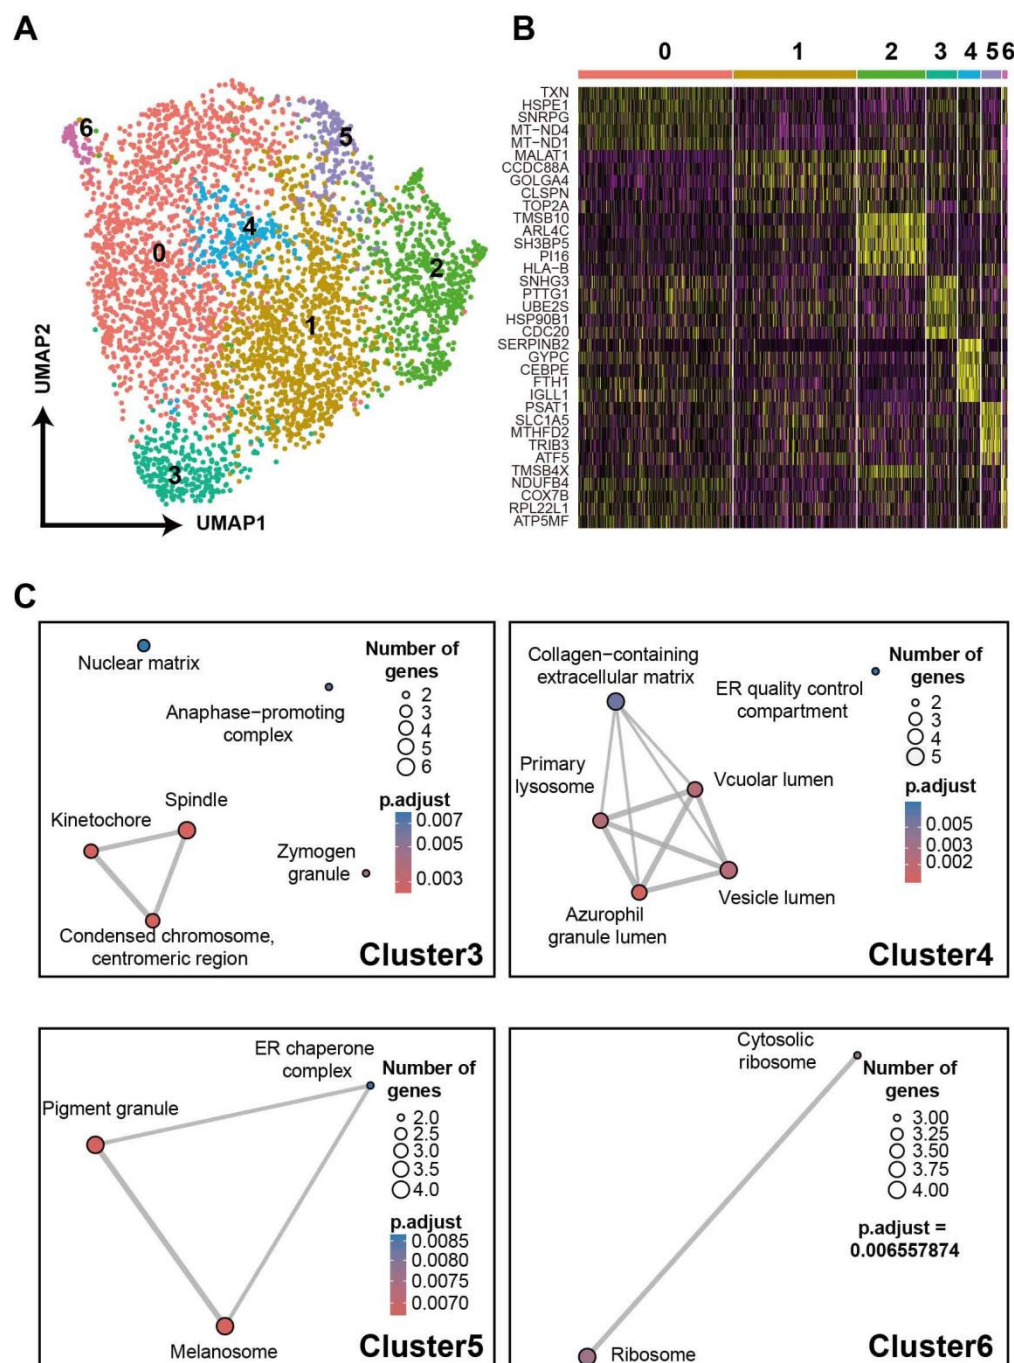 A
6
5
4
0
2
1
3
UMAP2
UMAP1
B
0 1 2 3 4 5 6
TXN
HSPE1
SNRPG
MT−ND4
MT−ND1
MALAT1
CCDC88A
GOLGA4
CLSPN
TOP2A
TMSB10
ARL4C
SH3BP5
PI16
HLA−B
SNHG3
PTTG1
UBE2S
HSP90B1
CDC20
SERPINB2
GYPC
CEBPE
FTH1
IGLL1
PSAT1
SLC1A5
MTHFD2
TRIB3
ATF5
TMSB4X
NDUFB4
COX7B
RPL22L1
ATP5MF
C
Nuclear matrix
Anaphase−promoting
complex
Spindle
Kinetochore
Zymogen
granule
Condensed chromosome,
centromeric region
Number of
genes
2
3
4
5
6
p.adjust
0.007
0.005
0.003
Cluster3
Collagen−containing
extracellular matrix
ER quality control
compartment
Primary
lysosome
Vcuolar lumen
Vesicle lumen
Azurophil
granule lumen
Number of
genes
2
3
4
5
p.adjust
0.005
0.003
0.002
Cluster4
ER chaperone
complex
Pigment granule
Melanosome
Number of
genes
2.0
2.5
3.0
3.5
4.0
p.adjust
0.0085
0.0080
0.0075
0.0070
Cluster5
Cytosolic
ribosome
Ribosome
Number of
genes
3.00
3.25
3.50
3.75
4.00
p.adjust =
0.006557874
Cluster6